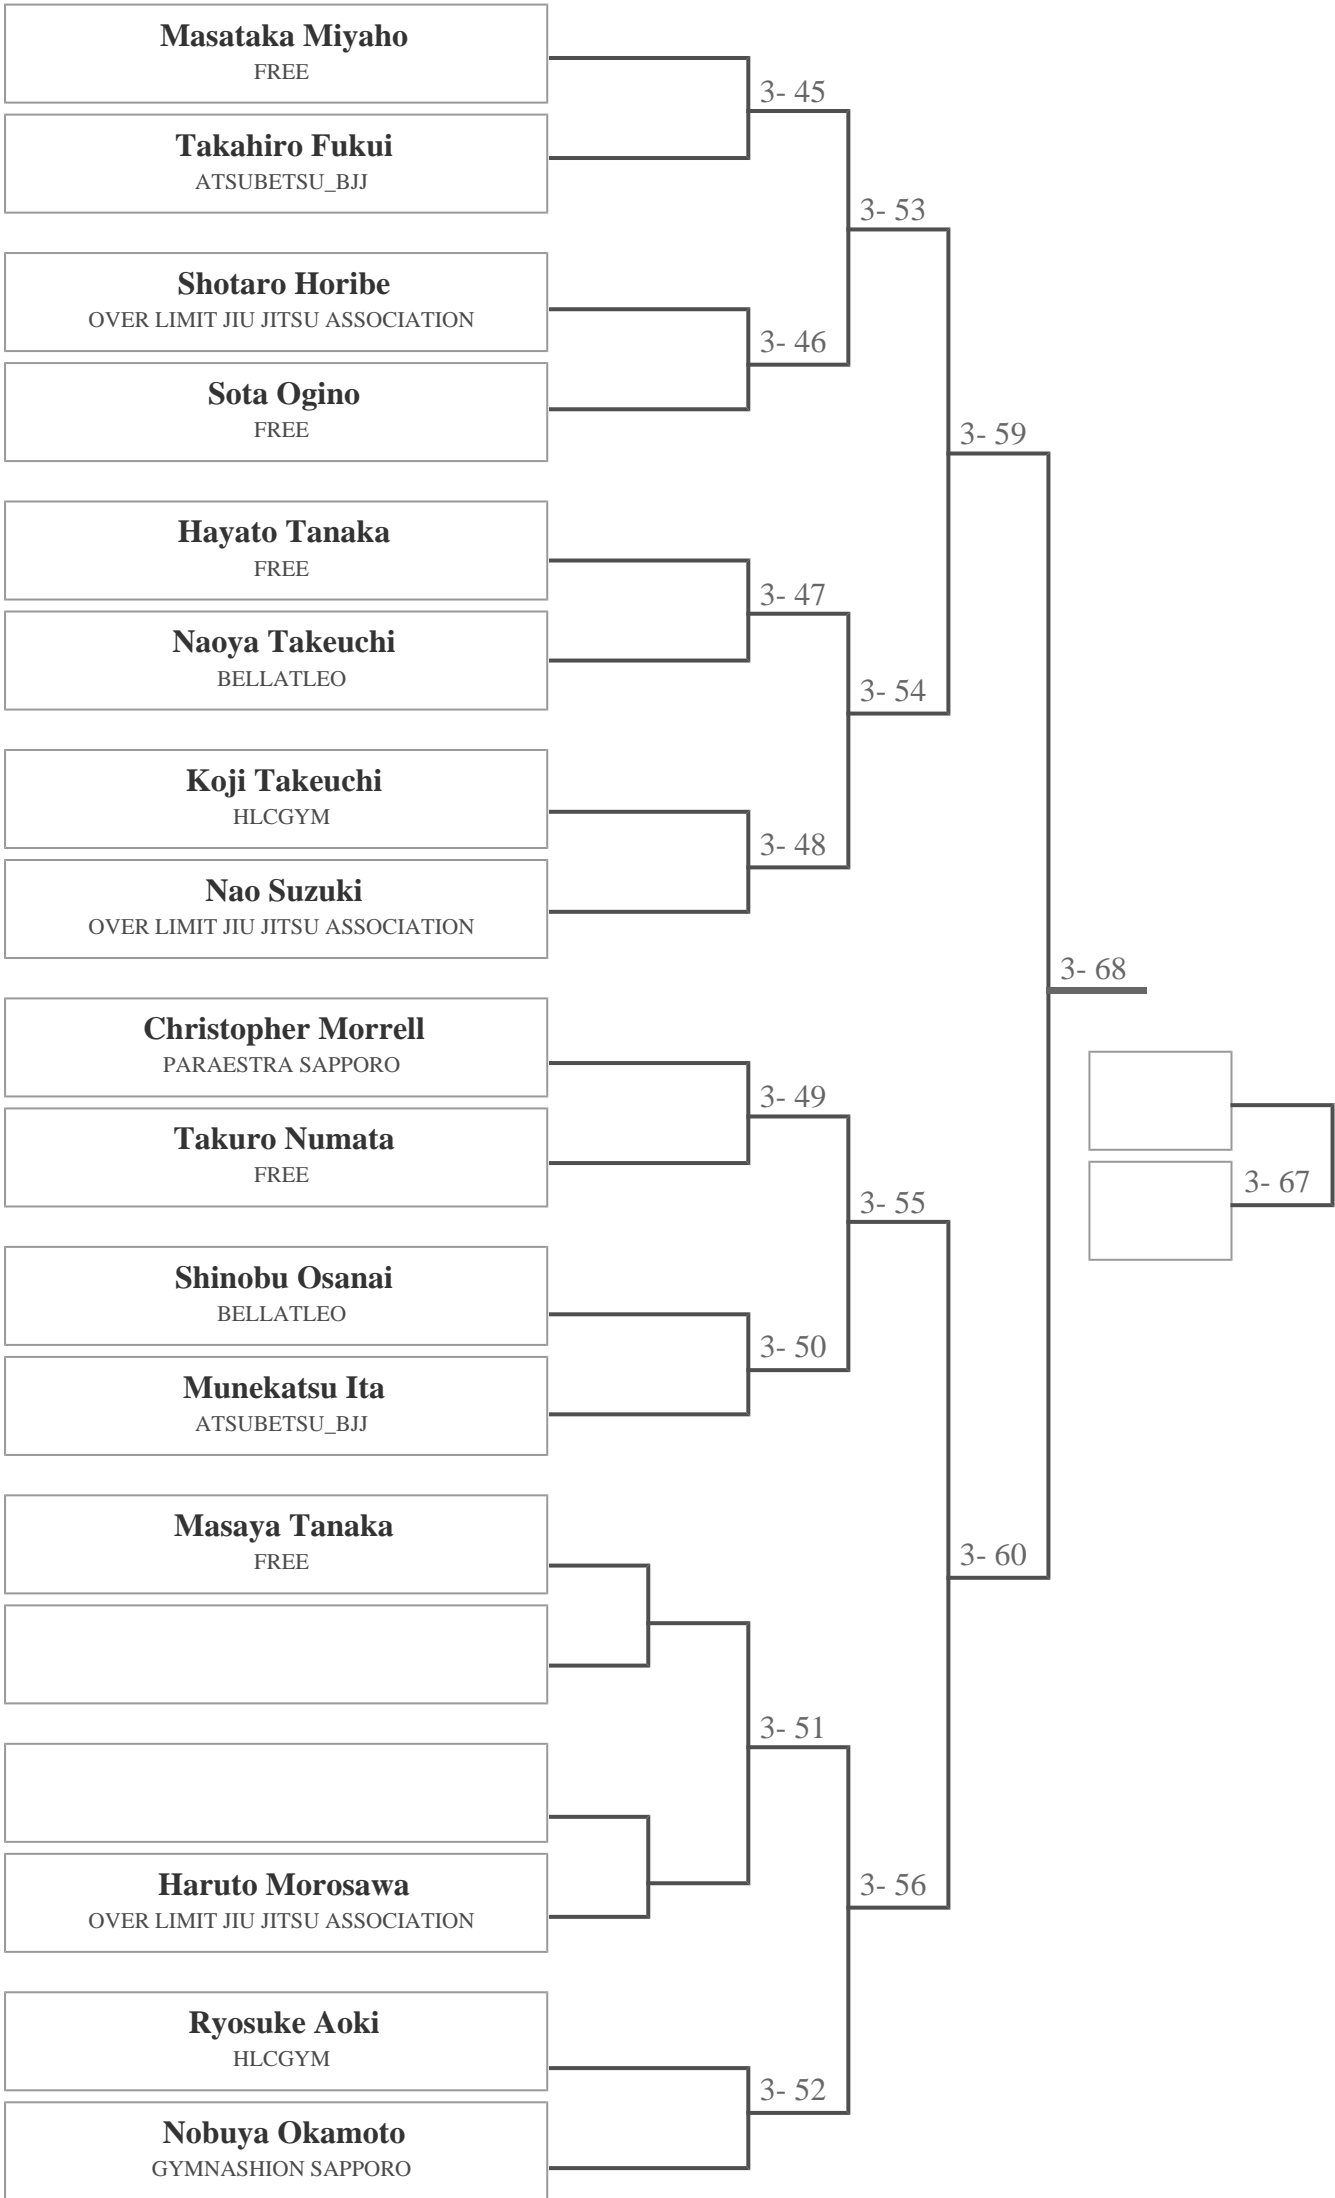 Masataka Miyaho
FREE
3- 45
Takahiro Fukui
ATSUBETSU_BJJ
3- 53
Shotaro Horibe
OVER LIMIT JIU JITSU ASSOCIATION
3- 46
Sota Ogino
FREE
3- 59
Hayato Tanaka
FREE
3- 47
Naoya Takeuchi
BELLATLEO
3- 54
Koji Takeuchi
HLCGYM
3- 48
Nao Suzuki
OVER LIMIT JIU JITSU ASSOCIATION
3- 68
Christopher Morrell
PARAESTRA SAPPORO
3- 49
Takuro Numata
FREE
3- 67
3- 55
Shinobu Osanai
BELLATLEO
3- 50
Munekatsu Ita
ATSUBETSU_BJJ
Masaya Tanaka
FREE
3- 60
3- 51
Haruto Morosawa
OVER LIMIT JIU JITSU ASSOCIATION
3- 56
Ryosuke Aoki
HLCGYM
3- 52
Nobuya Okamoto
GYMNASHION SAPPORO